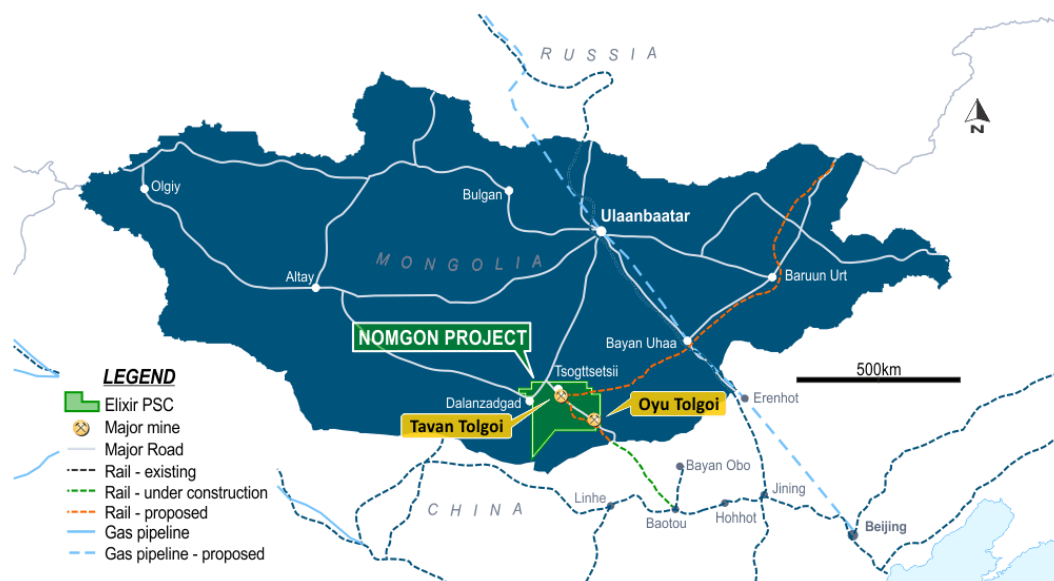 RUSSIA
N
Olgiy
Bulgan
Ulaanbaatar
MONGOLIA
Altay
Baruun Urt
NOMGON PROJECT
Bayan Uhaa
Tsogttsetsii
500km
Dalanzadgad
Erenhot
Tavan Tolgoi
Oyu Tolgoi
LEGEND
Elixir PSC
Major mine
Major Road
Rail - existing
Rail - under construction
Rail - proposed
Gas pipeline
Gas pipeline - proposed
Bayan Obo
CHINA
Linhe
Baotou
Hohhot
Jining
Beijing